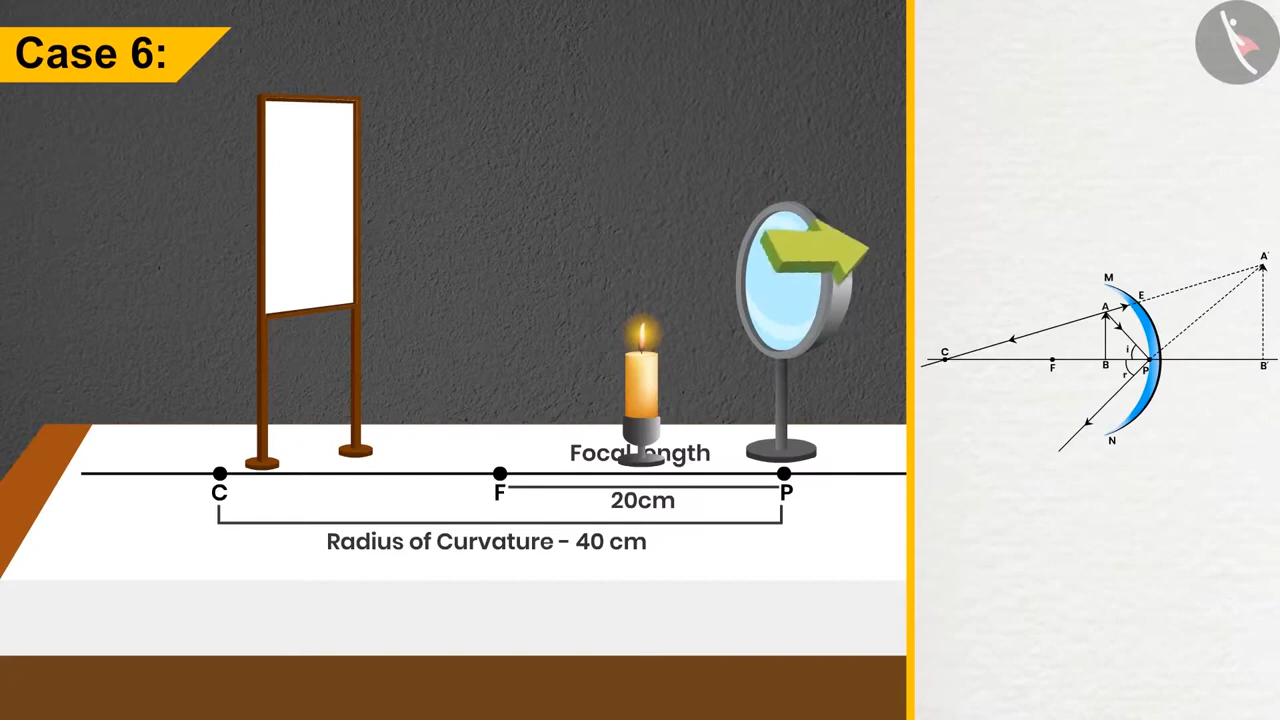 Case 6:
Focal length
C
F
P
20cm
Radius of Curvature - 40 cm
A'
M
E
A
C
F
B
i
r
P
B'
N